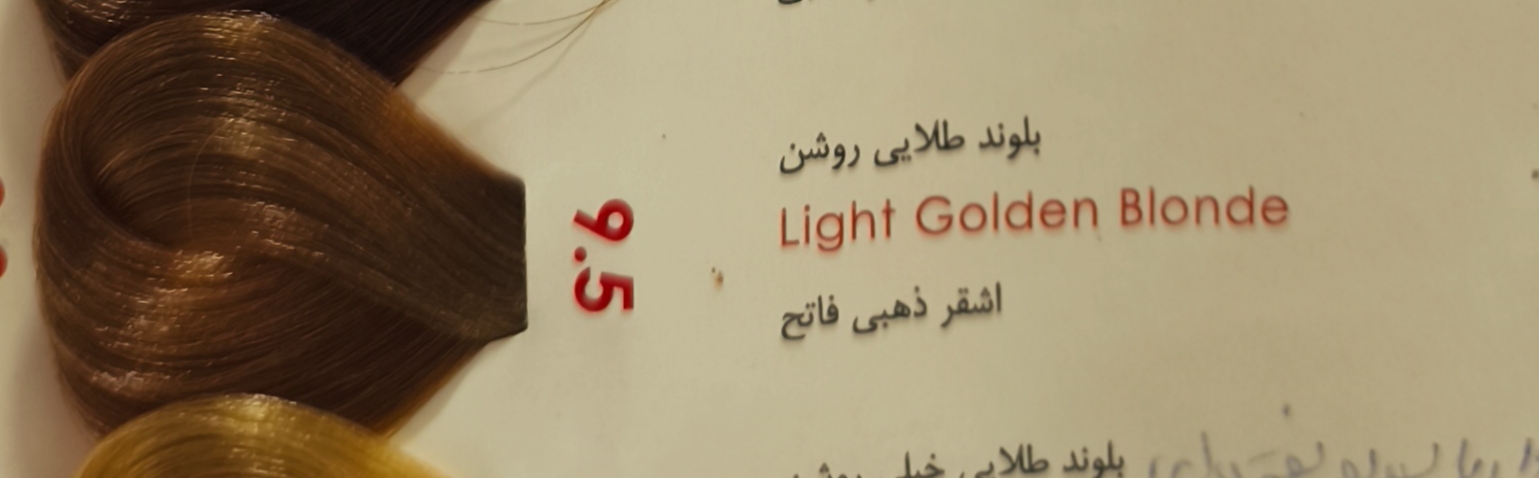 9.5
بلوند طلایی روشن
Light Golden Blonde
اشقر ذهبی فاتح
بلوند طلایی خیلی روشن